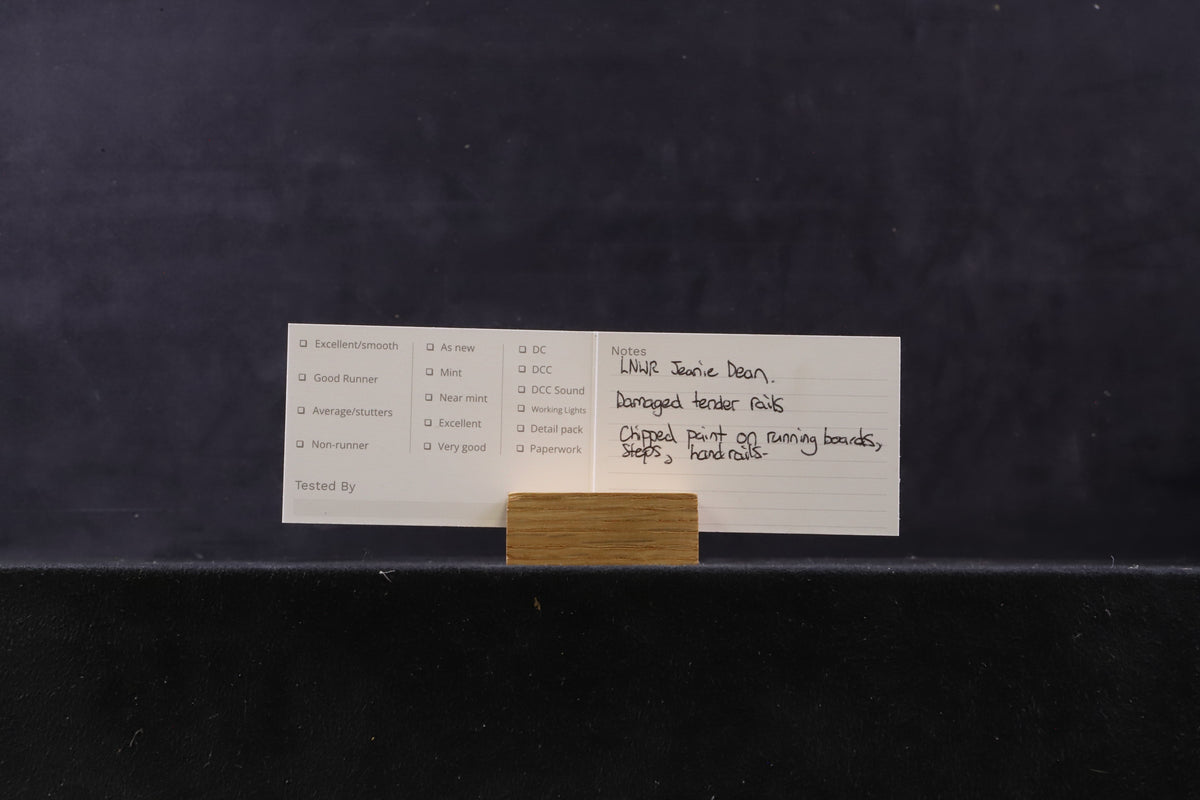 Excellent/smooth
Good Runner
Average/stutters
Non-runner
Tested By
As new
Mint
Near mint
Excellent
Very good
DC
DCC
DCC Sound
Working Lights
Detail pack
Paperwork
Notes
LNWR Jeanie Dean.
Damaged tender rails
Chipped paint on running boards,
Steps, handrails-